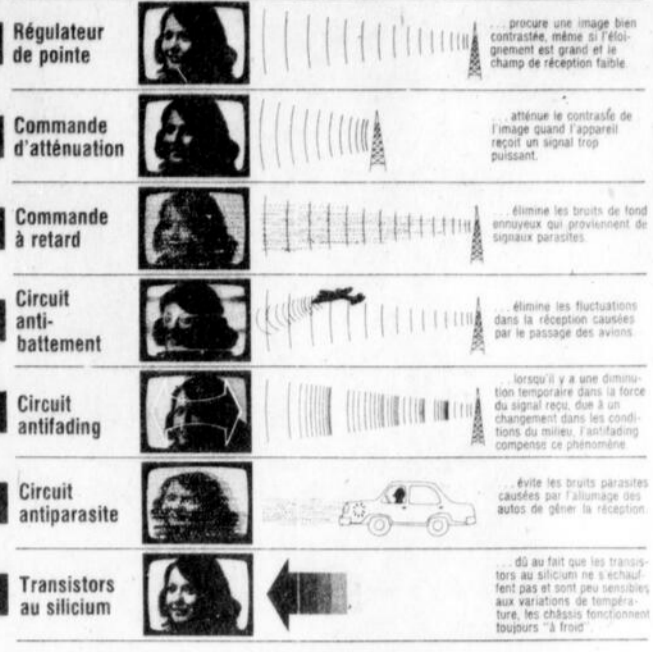 Régulateur
de pointe
...procure une image bien
contrastée, même si l'éloi-
gnement est grand et le
champ de réception faible.
Commande
d'atténuation
...atténue le contraste de
l'image quand l'appareil
reçoit un signal trop
puissant.
Commande
à retard
...élimine les bruits de fond
ennuyeux qui proviennent de
signaux parasites.
Circuit
anti-
battement
...élimine les fluctuations
dans la réception causées
par le passage des avions.
Circuit
antifading
...lorsqu'il y a une diminu-
tion temporaire dans la force
du signal reçu, due à un
changement dans les condi-
tions du milieu, l'antifading
compense ce phénomène.
Circuit
antiparasite
...évite les bruits parasites
causées par l'allumage des
autos de gêner la réception.
Transistors
au silicium
...dû au fait que les transis-
tors au silicium ne s'échauf-
fent pas et sont peu sensibles
aux variations de tempéra-
ture, les châssis fonctionnent
toujours "à froid".